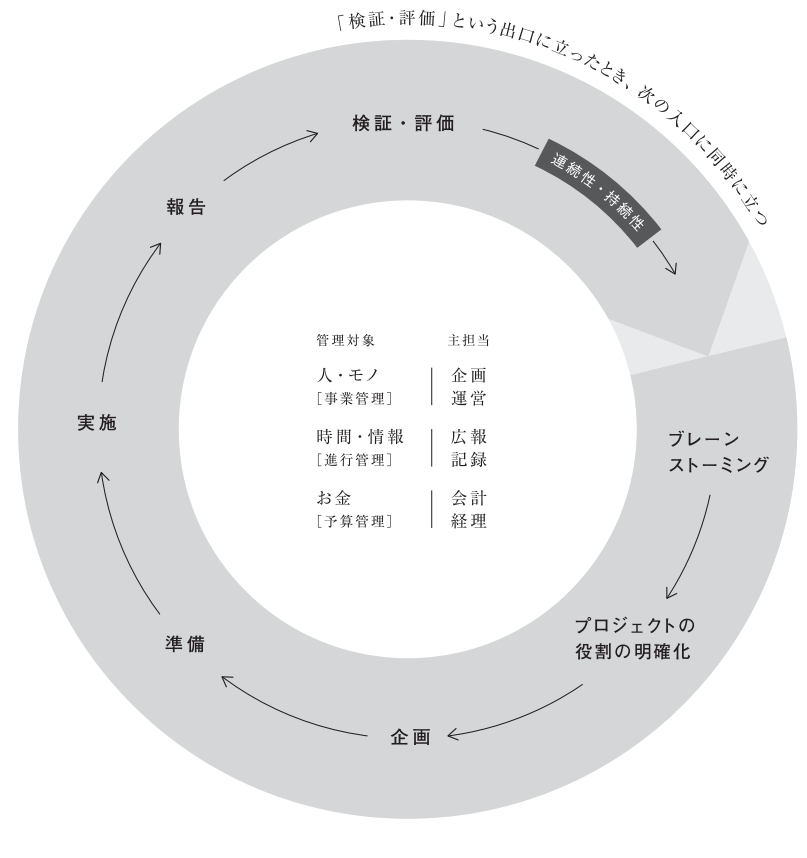 「検証・評価」という出口に立ったとき、次の入口に同時に立つ
検証・評価
連続性・持続性
ブレーン
ストーミング
プロジェクトの
役割の明確化
企画
準備
実施
報告
管理対象 主担当
人・モノ 企画
［事業管理］ 運営
時間・情報 広報
［進行管理］ 記録
お金 会計
［予算管理］ 経理